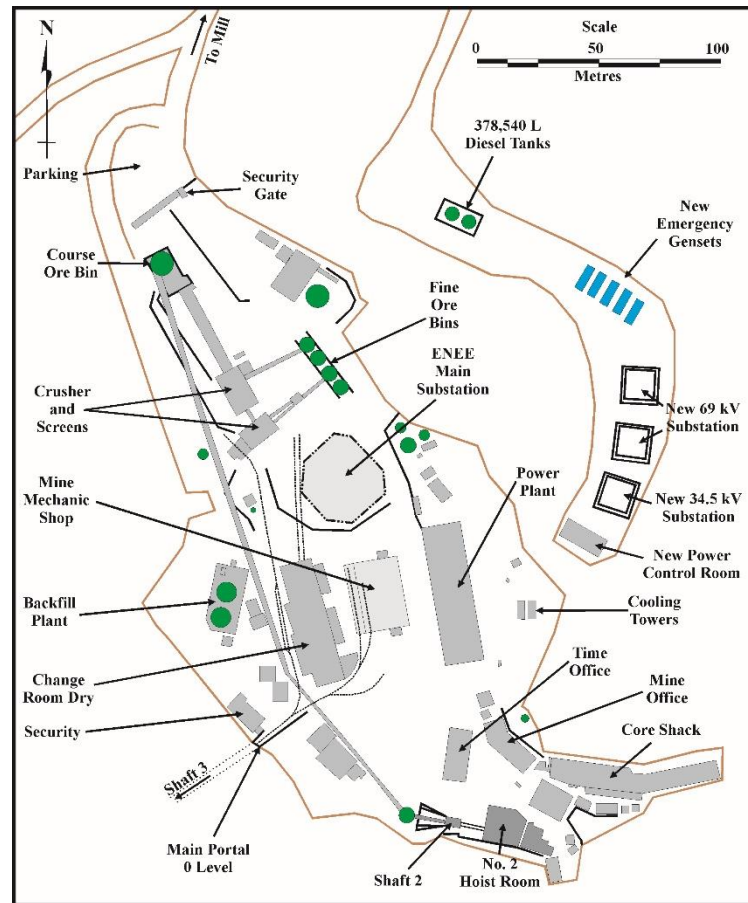 N
To Mill
Scale
0 50 100
Metres
378,540 L
Diesel Tanks
Parking
Security
Gate
New
Emergency
Gensets
Course
Ore Bin
Fine
Ore
Bins
ENEE
Main
Substation
Crusher
and
Screens
New 69 kV
Substation
Mine
Mechanic
Shop
Power
Plant
New 34.5 kV
Substation
New Power
Control Room
Backfill
Plant
Cooling
Towers
Change
Room Dry
Time
Office
Mine
Office
Security
Core Shack
Shaft 3
Main Portal
0 Level
Shaft 2
No. 2
Hoist Room